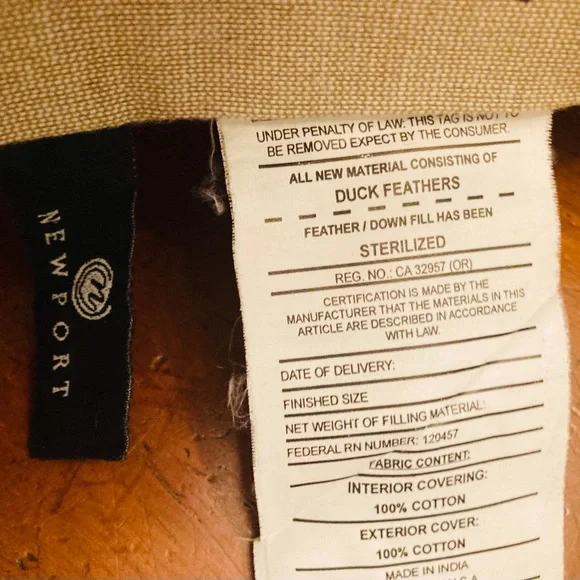 NEWPORT
UNDER PENALTY OF LAW: THIS TAG IS NOT TO
BE REMOVED EXPECT BY THE CONSUMER.
ALL NEW MATERIAL CONSISTING OF
DUCK FEATHERS
FEATHER / DOWN FILL HAS BEEN
STERILIZED
REG. NO.: CA 32957 (OR)
CERTIFICATION IS MADE BY THE
MANUFACTURER THAT THE MATERIALS IN THIS
ARTICLE ARE DESCRIBED IN ACCORDANCE
WITH LAW.
DATE OF DELIVERY:
FINISHED SIZE
NET WEIGHT OF FILLING MATERIAL:
FEDERAL RN NUMBER: 120457
FABRIC CONTENT:
INTERIOR COVERING:
100% COTTON
EXTERIOR COVER:
100% COTTON
MADE IN INDIA